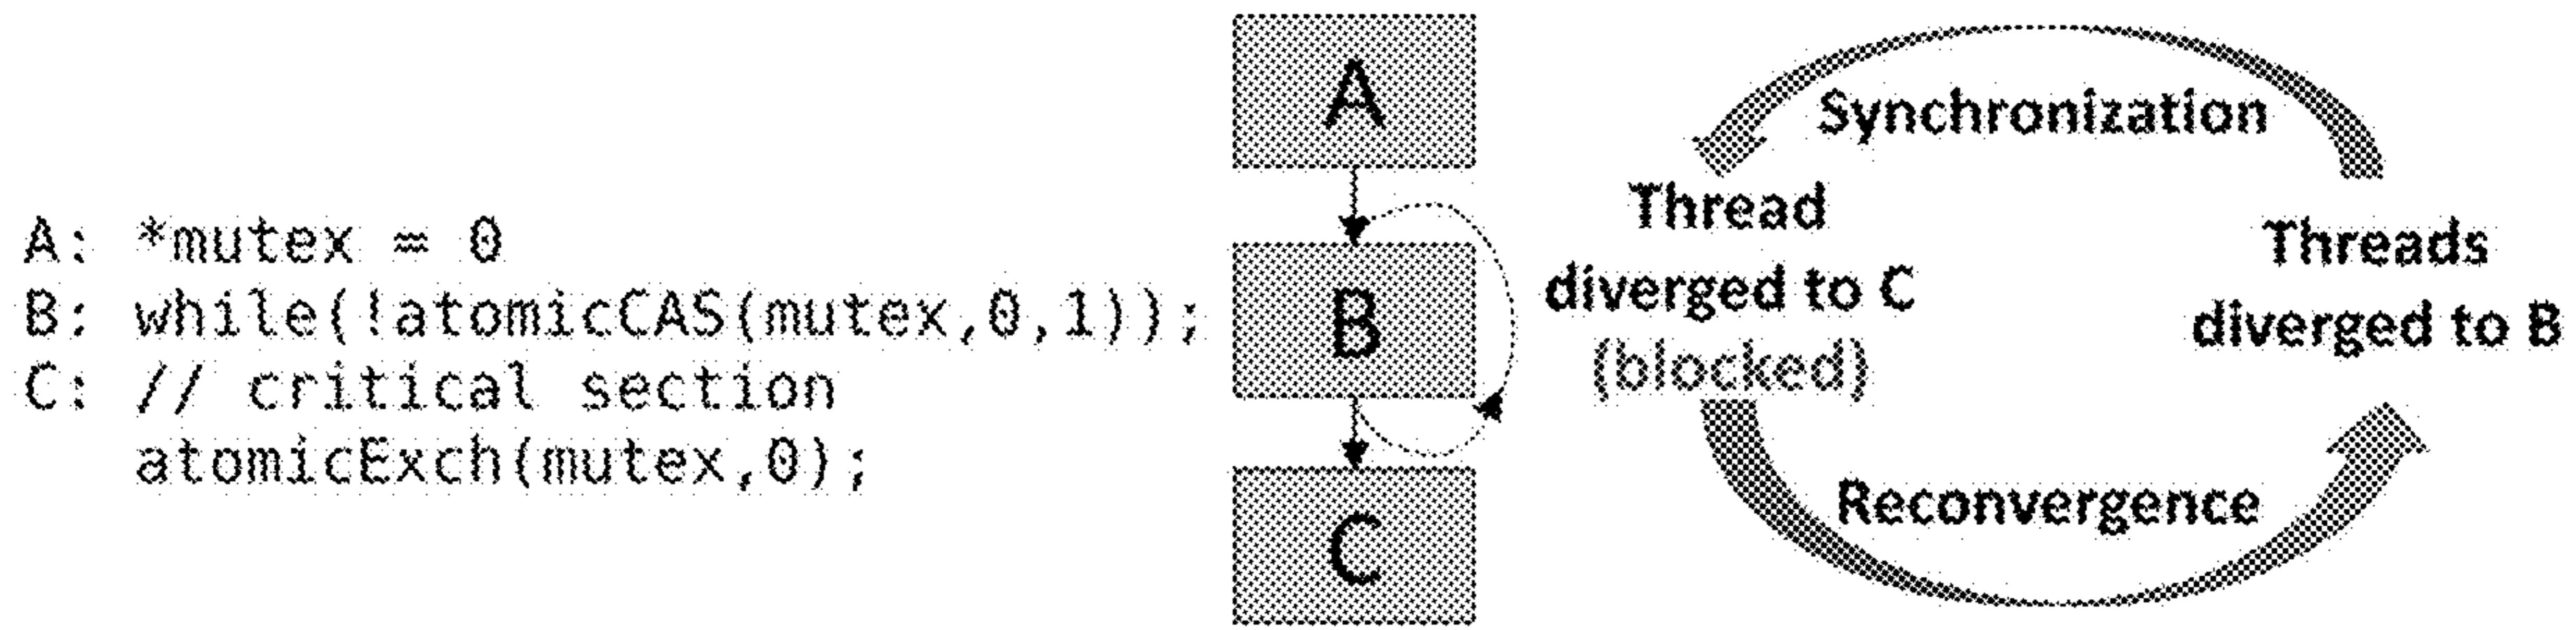 A: *mutex = 0
B: while(!atomicCAS(mutex,0,1));
C: // critical section
atomicExch(mutex,0);
A
B
C
Synchronization
Thread
diverged to C
(blocked)
Threads
diverged to B
Reconvergence